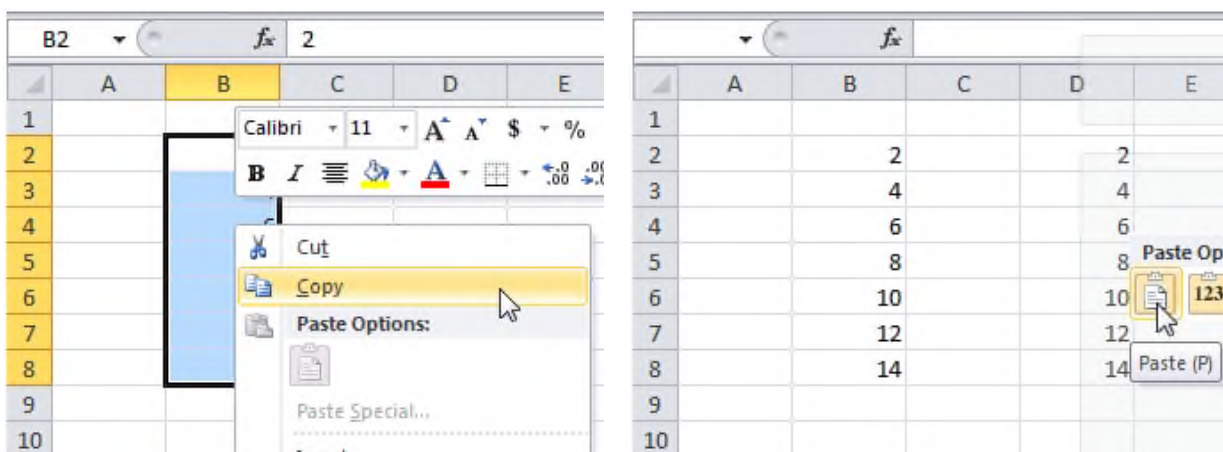 B2 fx 2
A B C D E
1
Calibri 11 A A $ %
2
B I A .0 .00
3
4
Cut
5
Copy
6
Paste Options:
7
8
Paste Special...
9
10
fx
A B C D E
1
2 2 2
3 4 4
4 6 6
5 8 8
Paste Op
6 10 10 123
7 12 12
8 14 14 Paste (P)
9
10